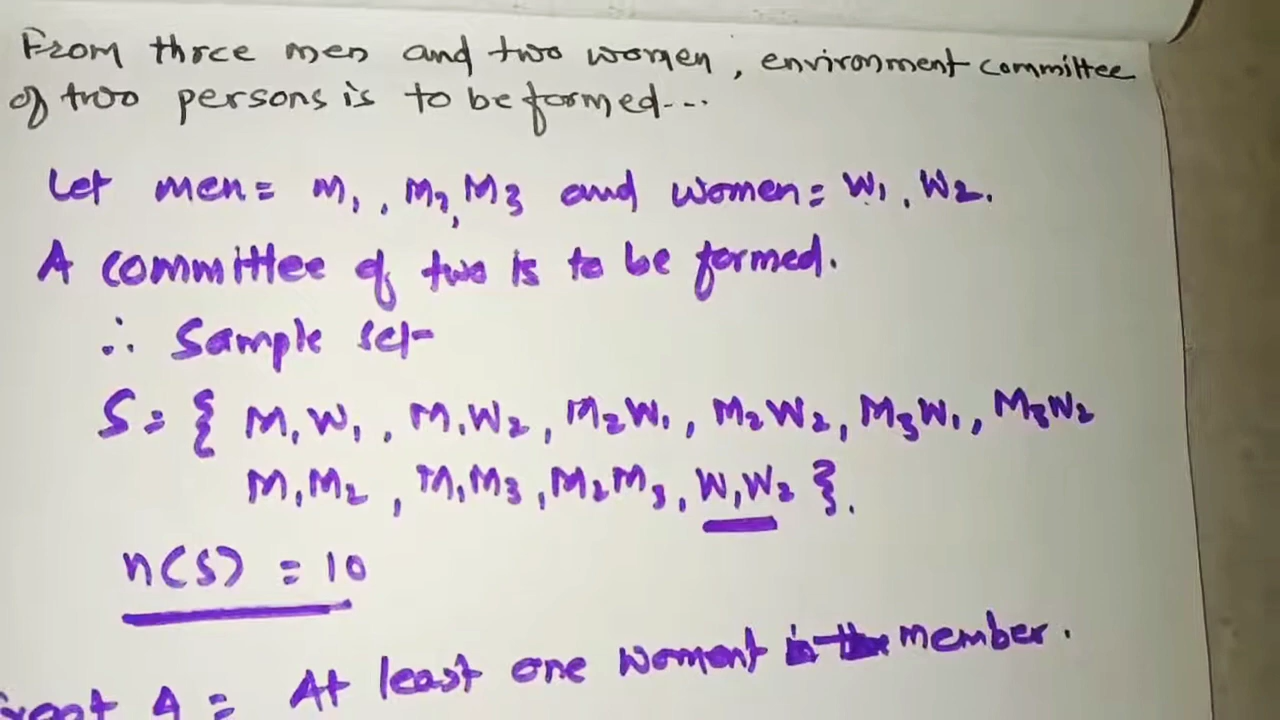 From three men and two women, environment committee
of two persons is to be formed...
Let men = M₁, M₂, M₃ and women = W₁, W₂.
A committee of two is to be formed.
∴ Sample set
S = { M₁W₁, M₁W₂, M₂W₁, M₂W₂, M₃W₁, M₃W₂
M₁M₂, M₁M₃, M₂M₃, W₁W₂ }.
n(S) = 10
A = At least one woment member.